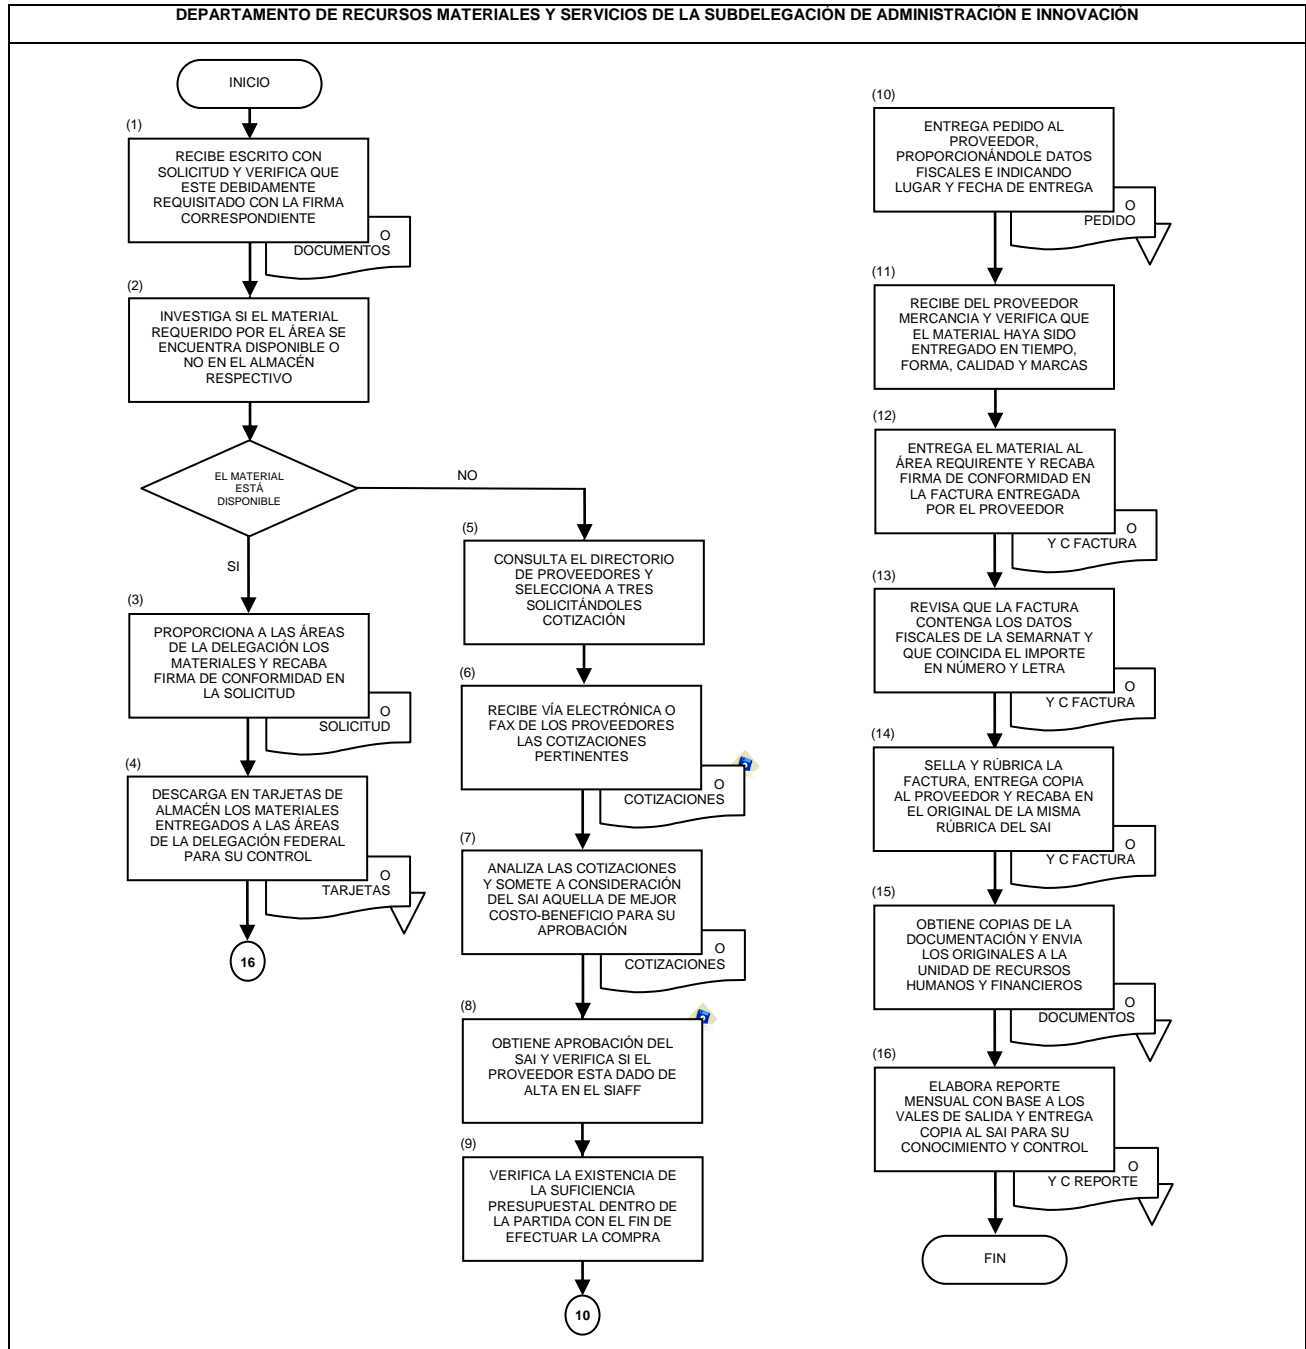 DEPARTAMENTO DE RECURSOS MATERIALES Y SERVICIOS DE LA SUBDELEGACIÓN DE ADMINISTRACIÓN E INNOVACIÓN
INICIO
(1)
RECIBE ESCRITO CON
SOLICITUD Y VERIFICA QUE
ESTE DEBIDAMENTE
REQUISITADO CON LA FIRMA
CORRESPONDIENTE
O
DOCUMENTOS
(2)
INVESTIGA SI EL MATERIAL
REQUERIDO POR EL ÁREA SE
ENCUENTRA DISPONIBLE O
NO EN EL ALMACÉN
RESPECTIVO
EL MATERIAL
ESTÁ
DISPONIBLE
NO
SI
(3)
PROPORCIONA A LAS ÁREAS
DE LA DELEGACIÓN LOS
MATERIALES Y RECABA
FIRMA DE CONFORMIDAD EN
LA SOLICITUD
O
SOLICITUD
(4)
DESCARGA EN TARJETAS DE
ALMACÉN LOS MATERIALES
ENTREGADOS A LAS ÁREAS
DE LA DELEGACIÓN FEDERAL
PARA SU CONTROL
O
TARJETAS
16
(5)
CONSULTA EL DIRECTORIO
DE PROVEEDORES Y
SELECCIONA A TRES
SOLICITÁNDOLES
COTIZACIÓN
(6)
RECIBE VÍA ELECTRÓNICA O
FAX DE LOS PROVEEDORES
LAS COTIZACIONES
PERTINENTES
O
COTIZACIONES
(7)
ANALIZA LAS COTIZACIONES
Y SOMETE A CONSIDERACIÓN
DEL SAI AQUELLA DE MEJOR
COSTO-BENEFICIO PARA SU
APROBACIÓN
O
COTIZACIONES
(8)
OBTIENE APROBACIÓN DEL
SAI Y VERIFICA SI EL
PROVEEDOR ESTA DADO DE
ALTA EN EL SIAFF
(9)
VERIFICA LA EXISTENCIA DE
LA SUFICIENCIA
PRESUPUESTAL DENTRO DE
LA PARTIDA CON EL FIN DE
EFECTUAR LA COMPRA
10
(10)
ENTREGA PEDIDO AL
PROVEEDOR,
PROPORCIONÁNDOLE DATOS
FISCALES E INDICANDO
LUGAR Y FECHA DE ENTREGA
O
PEDIDO
(11)
RECIBE DEL PROVEEDOR
MERCANCIA Y VERIFICA QUE
EL MATERIAL HAYA SIDO
ENTREGADO EN TIEMPO,
FORMA, CALIDAD Y MARCAS
(12)
ENTREGA EL MATERIAL AL
ÁREA REQUIRENTE Y RECABA
FIRMA DE CONFORMIDAD EN
LA FACTURA ENTREGADA
POR EL PROVEEDOR
O
Y C FACTURA
(13)
REVISA QUE LA FACTURA
CONTENGA LOS DATOS
FISCALES DE LA SEMARNAT Y
QUE COINCIDA EL IMPORTE
EN NÚMERO Y LETRA
O
Y C FACTURA
(14)
SELLA Y RÚBRICA LA
FACTURA, ENTREGA COPIA
AL PROVEEDOR Y RECABA EN
EL ORIGINAL DE LA MISMA
RÚBRICA DEL SAI
O
Y C FACTURA
(15)
OBTIENE COPIAS DE LA
DOCUMENTACIÓN Y ENVIA
LOS ORIGINALES A LA
UNIDAD DE RECURSOS
HUMANOS Y FINANCIEROS
O
DOCUMENTOS
(16)
ELABORA REPORTE
MENSUAL CON BASE A LOS
VALES DE SALIDA Y ENTREGA
COPIA AL SAI PARA SU
CONOCIMIENTO Y CONTROL
O
Y C REPORTE
FIN